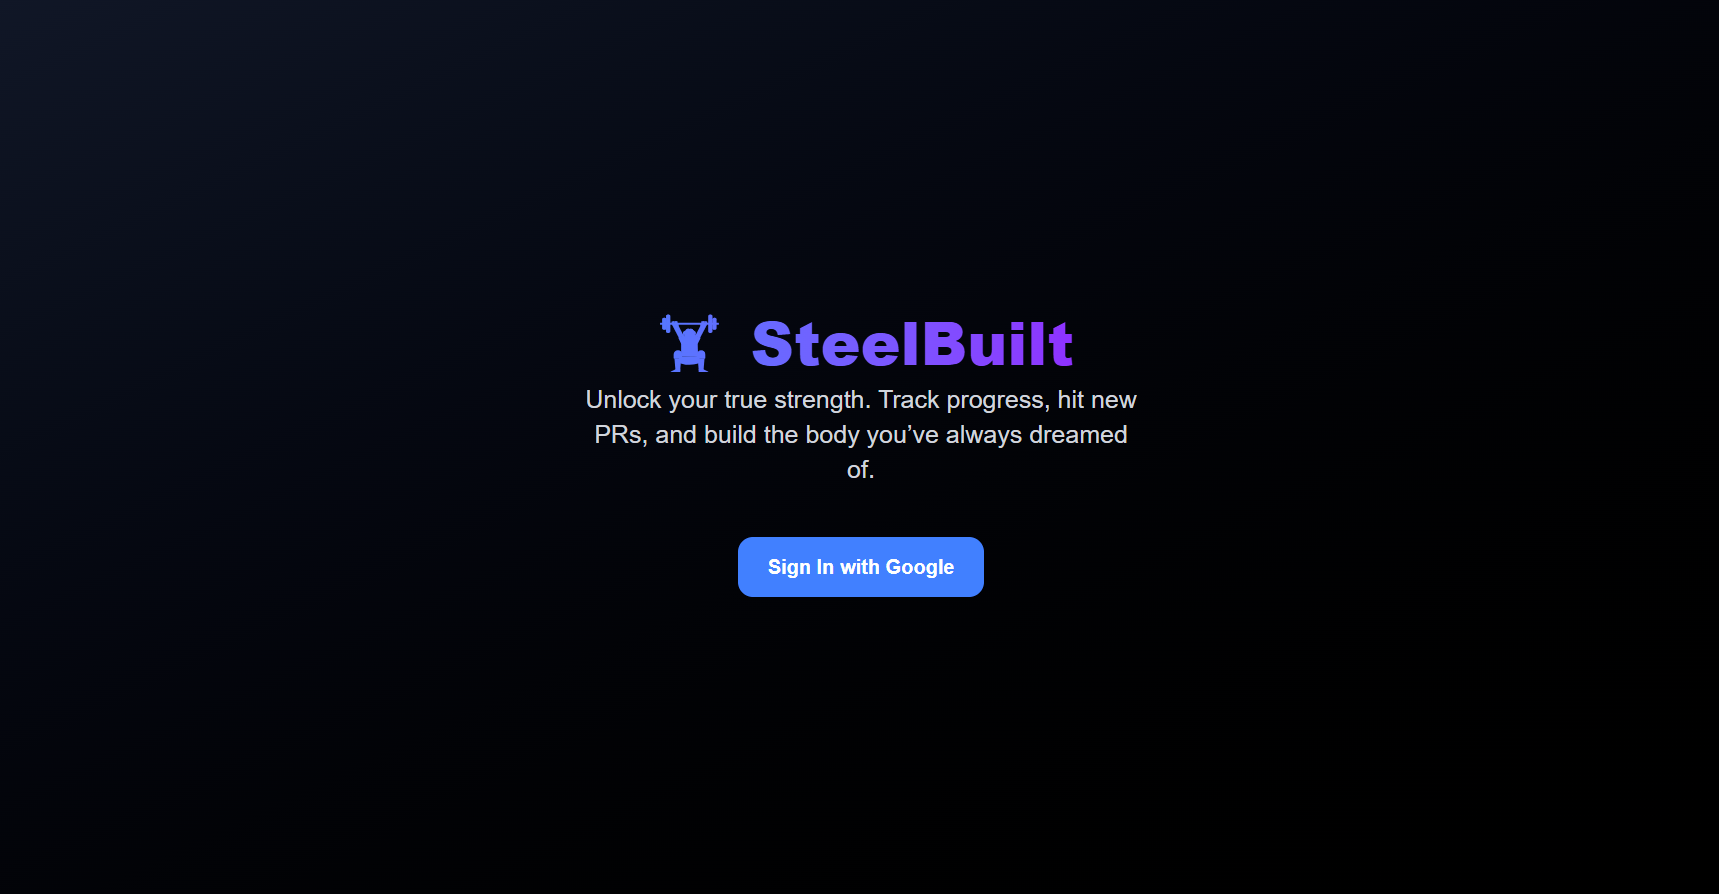 SteelBuilt
Unlock your true strength. Track progress, hit new
PRs, and build the body you’ve always dreamed
of.
Sign In with Google